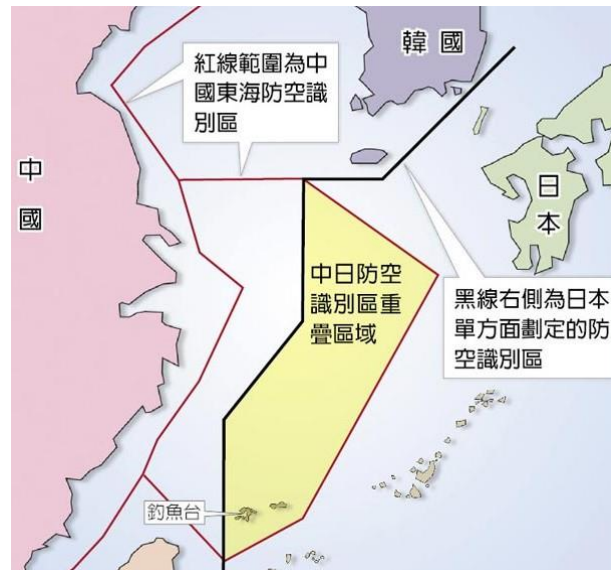 韓國
紅線範圍為中
國東海防空識
別區
中
國
日
本
中日防空
識別區重
疊區域
黑線右側為日本
單方面劃定的防
空識別區
釣魚台